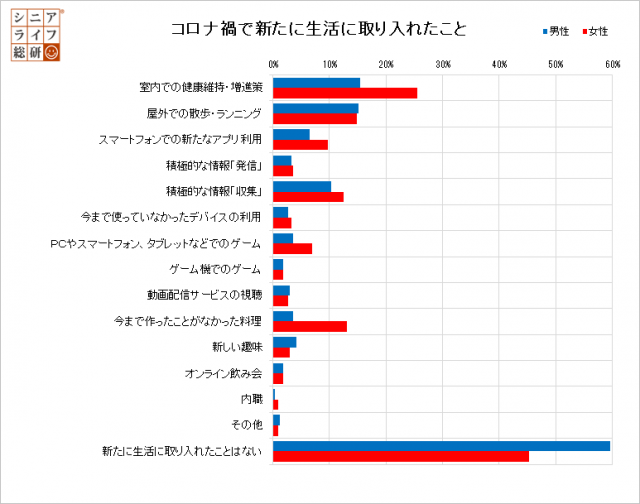 シニア
ライフ
総研®
コロナ禍で新たに生活に取り入れたこと
男性 女性
0% 10% 20% 30% 40% 50% 60%
室内での健康維持・増進策
屋外での散歩・ランニング
スマートフォンでの新たなアプリ利用
積極的な情報「発信」
積極的な情報「収集」
今まで使っていなかったデバイスの利用
PCやスマートフォン、タブレットなどでのゲーム
ゲーム機でのゲーム
動画配信サービスの視聴
今まで作ったことがなかった料理
新しい趣味
オンライン飲み会
内職
その他
新たに生活に取り入れたことはない